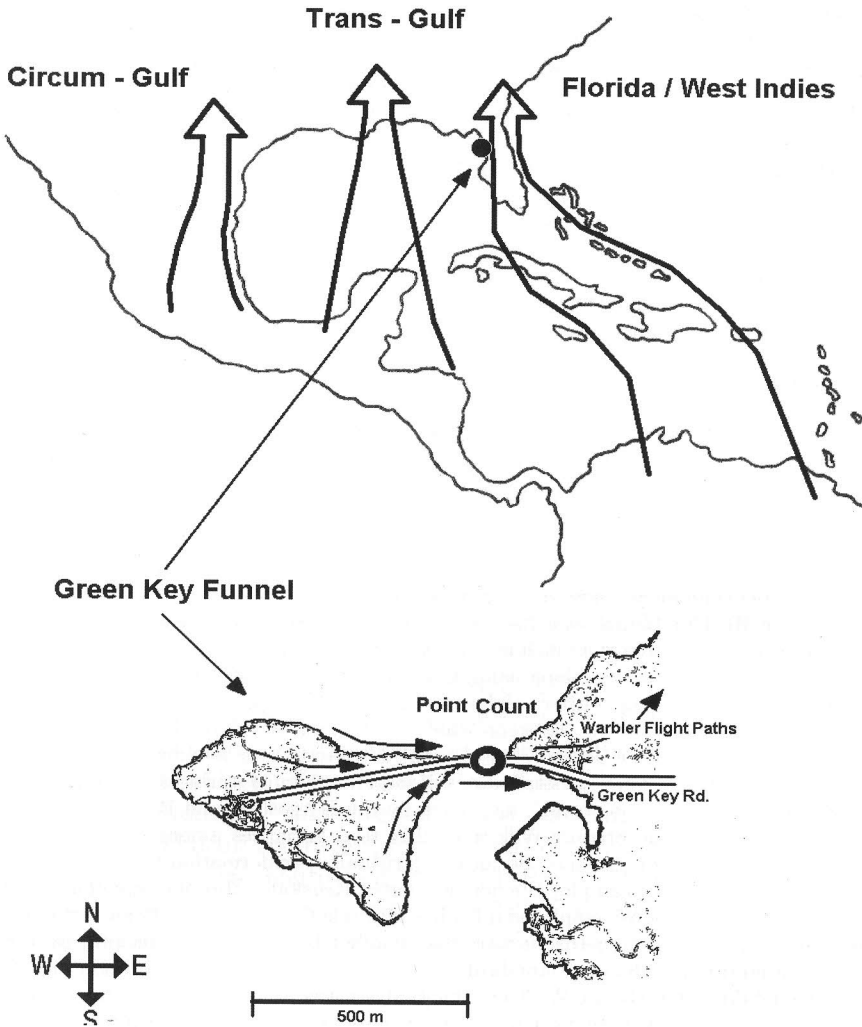 Trans - Gulf
Circum - Gulf
Florida / West Indies
Green Key Funnel
Point Count
Warbler Flight Paths
Green Key Rd.
N
W E
S
500 m